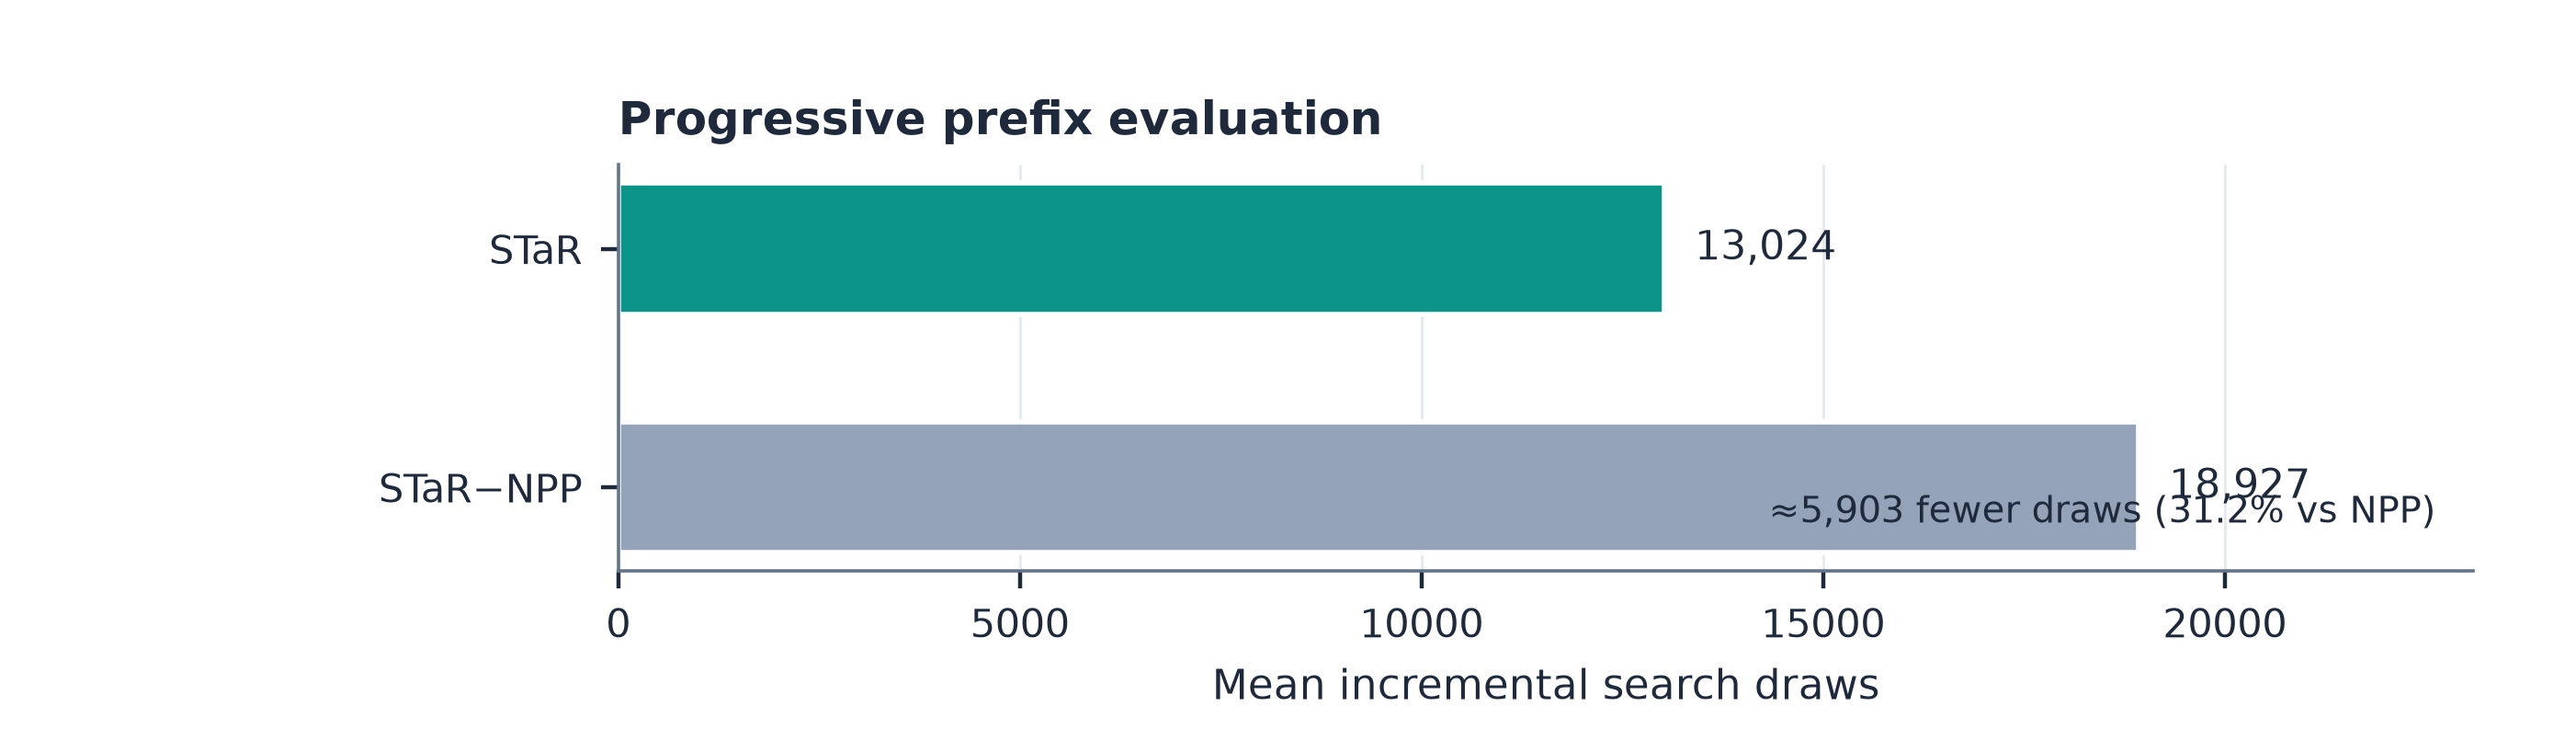 Progressive prefix evaluation
STaR
13,024
STaR−NPP
18,927
≈5,903 fewer draws (31.2% vs NPP)
0 5000 10000 15000 20000
Mean incremental search draws